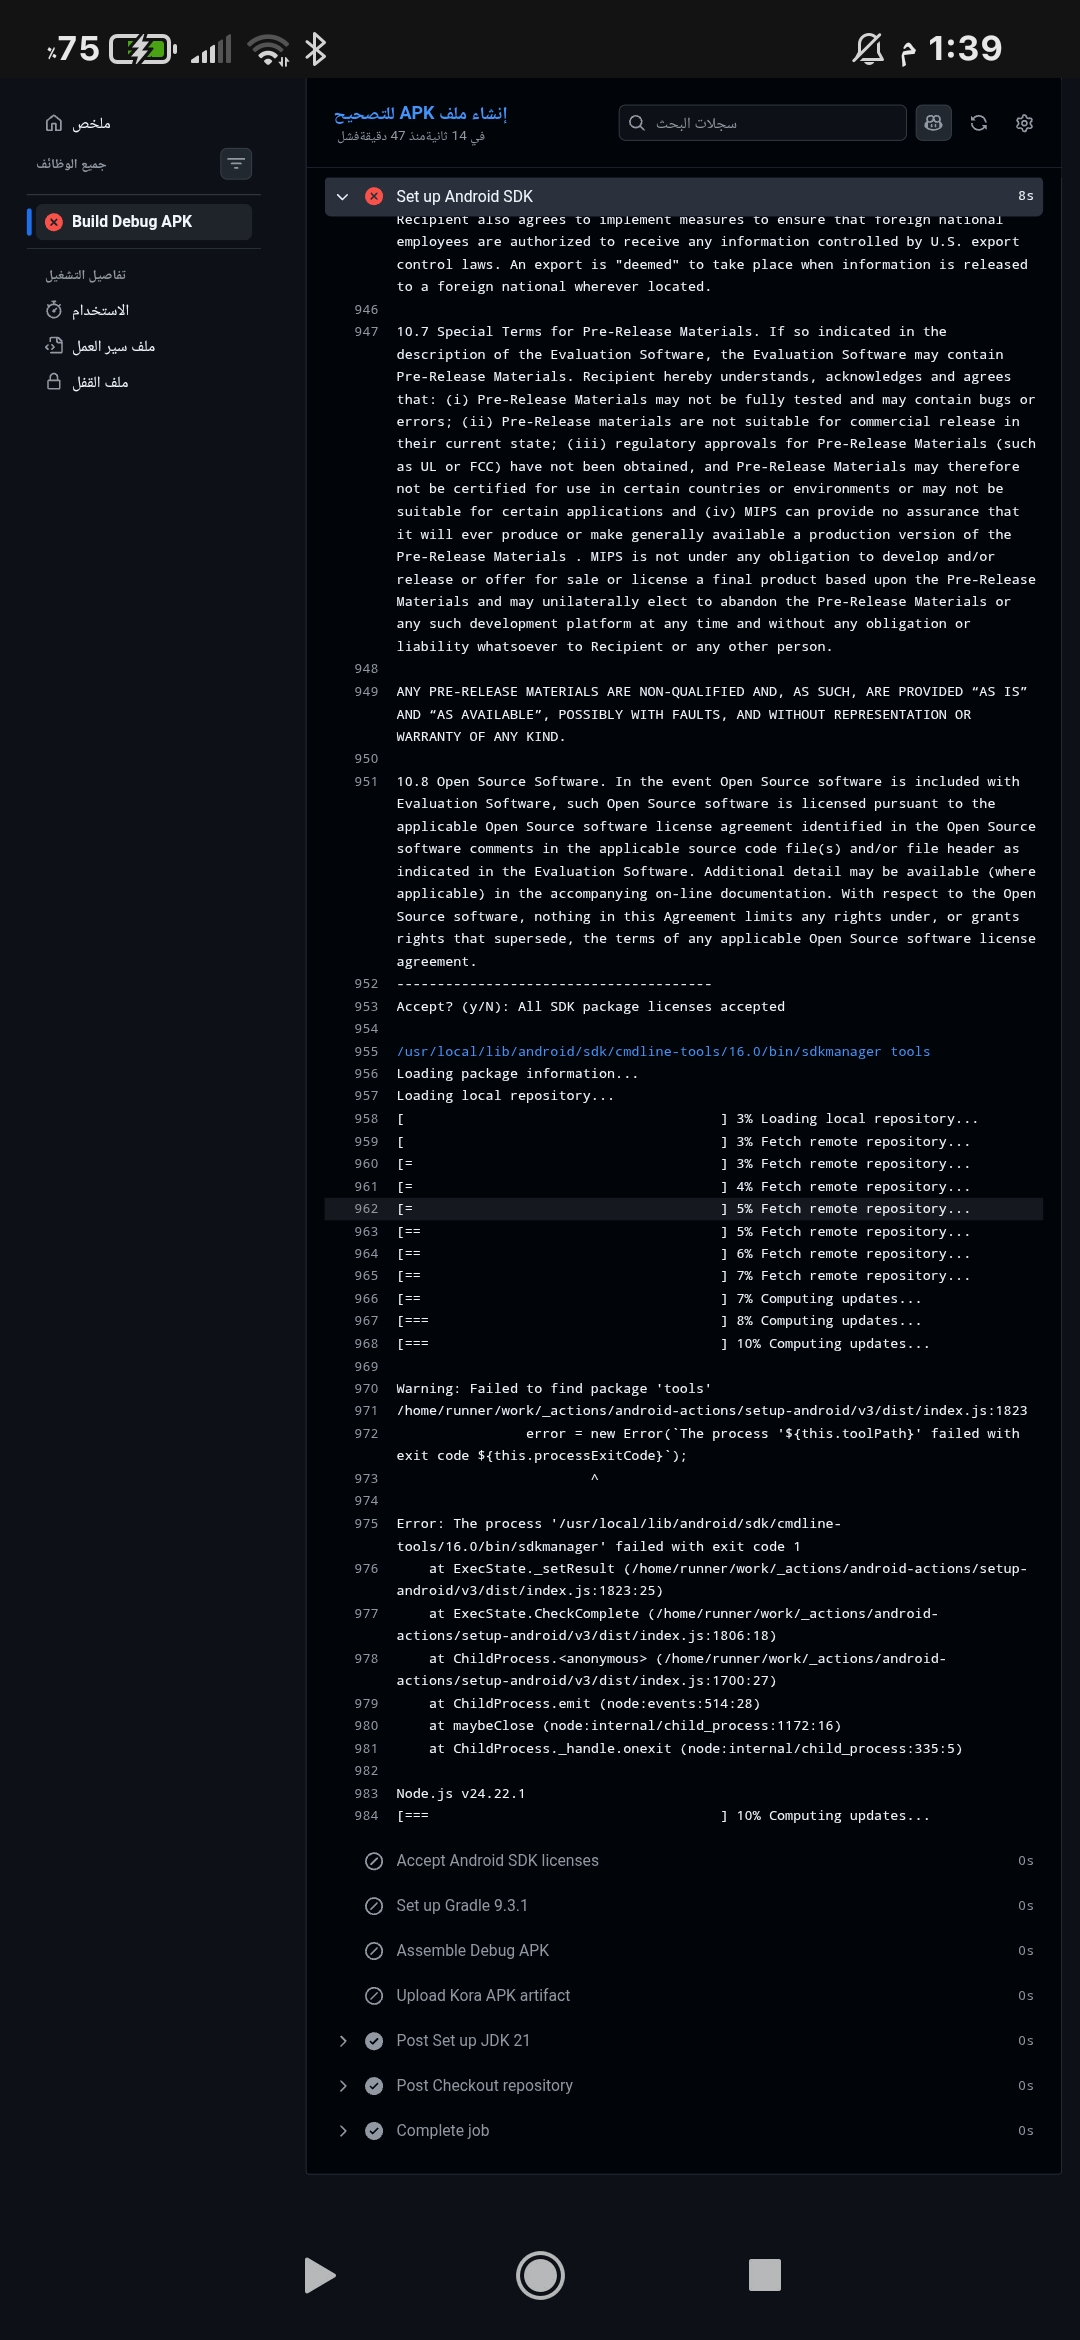 ٪75
1:39 م
ملخص
جميع الوظائف
Build Debug APK
تفاصيل التشغيل
الاستخدام
ملف سير العمل
ملف القفل
إنشاء ملف APK للتصحيح
فشلمنذ 47 دقيقةفي 14 ثانية
سجلات البحث
Set up Android SDK 8s
Recipient also agrees to implement measures to ensure that foreign national
employees are authorized to receive any information controlled by U.S. export
control laws. An export is "deemed" to take place when information is released
to a foreign national wherever located.
946
947 10.7 Special Terms for Pre-Release Materials. If so indicated in the
description of the Evaluation Software, the Evaluation Software may contain
Pre-Release Materials. Recipient hereby understands, acknowledges and agrees
that: (i) Pre-Release Materials may not be fully tested and may contain bugs or
errors; (ii) Pre-Release materials are not suitable for commercial release in
their current state; (iii) regulatory approvals for Pre-Release Materials (such
as UL or FCC) have not been obtained, and Pre-Release Materials may therefore
not be certified for use in certain countries or environments or may not be
suitable for certain applications and (iv) MIPS can provide no assurance that
it will ever produce or make generally available a production version of the
Pre-Release Materials . MIPS is not under any obligation to develop and/or
release or offer for sale or license a final product based upon the Pre-Release
Materials and may unilaterally elect to abandon the Pre-Release Materials or
any such development platform at any time and without any obligation or
liability whatsoever to Recipient or any other person.
948
949 ANY PRE-RELEASE MATERIALS ARE NON-QUALIFIED AND, AS SUCH, ARE PROVIDED “AS IS”
AND “AS AVAILABLE”, POSSIBLY WITH FAULTS, AND WITHOUT REPRESENTATION OR
WARRANTY OF ANY KIND.
950
951 10.8 Open Source Software. In the event Open Source software is included with
Evaluation Software, such Open Source software is licensed pursuant to the
applicable Open Source software license agreement identified in the Open Source
software comments in the applicable source code file(s) and/or file header as
indicated in the Evaluation Software. Additional detail may be available (where
applicable) in the accompanying on-line documentation. With respect to the Open
Source software, nothing in this Agreement limits any rights under, or grants
rights that supersede, the terms of any applicable Open Source software license
agreement.
952 ---------------------------------------
953 Accept? (y/N): All SDK package licenses accepted
954
955 /usr/local/lib/android/sdk/cmdline-tools/16.0/bin/sdkmanager tools
956 Loading package information...
957 Loading local repository...
958 [                                       ] 3% Loading local repository...
959 [                                       ] 3% Fetch remote repository...
960 [=                                      ] 3% Fetch remote repository...
961 [=                                      ] 4% Fetch remote repository...
962 [=                                      ] 5% Fetch remote repository...
963 [==                                     ] 5% Fetch remote repository...
964 [==                                     ] 6% Fetch remote repository...
965 [==                                     ] 7% Fetch remote repository...
966 [==                                     ] 7% Computing updates...
967 [===                                    ] 8% Computing updates...
968 [===                                    ] 10% Computing updates...
969
970 Warning: Failed to find package 'tools'
971 /home/runner/work/_actions/android-actions/setup-android/v3/dist/index.js:1823
972                 error = new Error(`The process '${this.toolPath}' failed with
exit code ${this.processExitCode}`);
973                         ^
974
975 Error: The process '/usr/local/lib/android/sdk/cmdline-
tools/16.0/bin/sdkmanager' failed with exit code 1
976     at ExecState._setResult (/home/runner/work/_actions/android-actions/setup-
android/v3/dist/index.js:1823:25)
977     at ExecState.CheckComplete (/home/runner/work/_actions/android-
actions/setup-android/v3/dist/index.js:1806:18)
978     at ChildProcess.<anonymous> (/home/runner/work/_actions/android-
actions/setup-android/v3/dist/index.js:1700:27)
979     at ChildProcess.emit (node:events:514:28)
980     at maybeClose (node:internal/child_process:1172:16)
981     at ChildProcess._handle.onexit (node:internal/child_process:335:5)
982
983 Node.js v24.22.1
984 [===                                    ] 10% Computing updates...
Accept Android SDK licenses 0s
Set up Gradle 9.3.1 0s
Assemble Debug APK 0s
Upload Kora APK artifact 0s
Post Set up JDK 21 0s
Post Checkout repository 0s
Complete job 0s